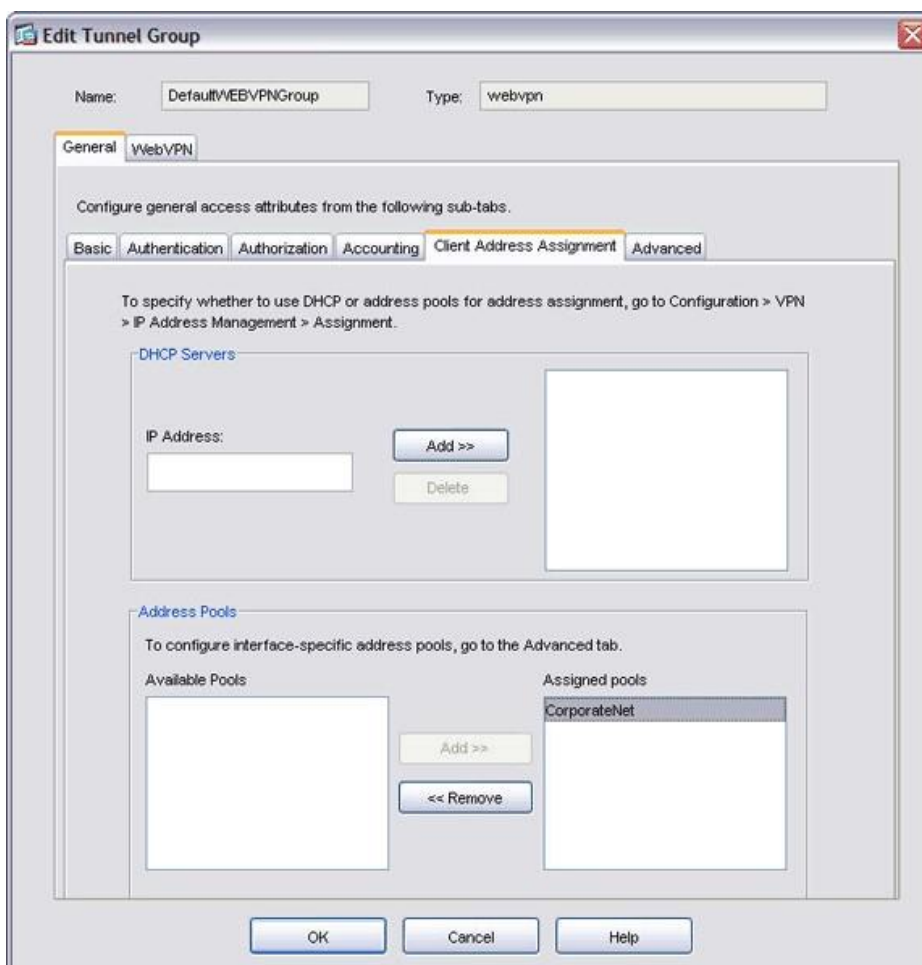 Edit Tunnel Group
Name: DefaultWEBVPNGroup Type: webvpn
General WebVPN
Configure general access attributes from the following sub-tabs.
Basic Authentication Authorization Accounting Client Address Assignment Advanced
To specify whether to use DHCP or address pools for address assignment, go to Configuration > VPN
> IP Address Management > Assignment.
DHCP Servers
IP Address:
Add >>
Delete
Address Pools
To configure interface-specific address pools, go to the Advanced tab.
Available Pools Assigned pools
CorporateNet
Add >>
<< Remove
OK Cancel Help